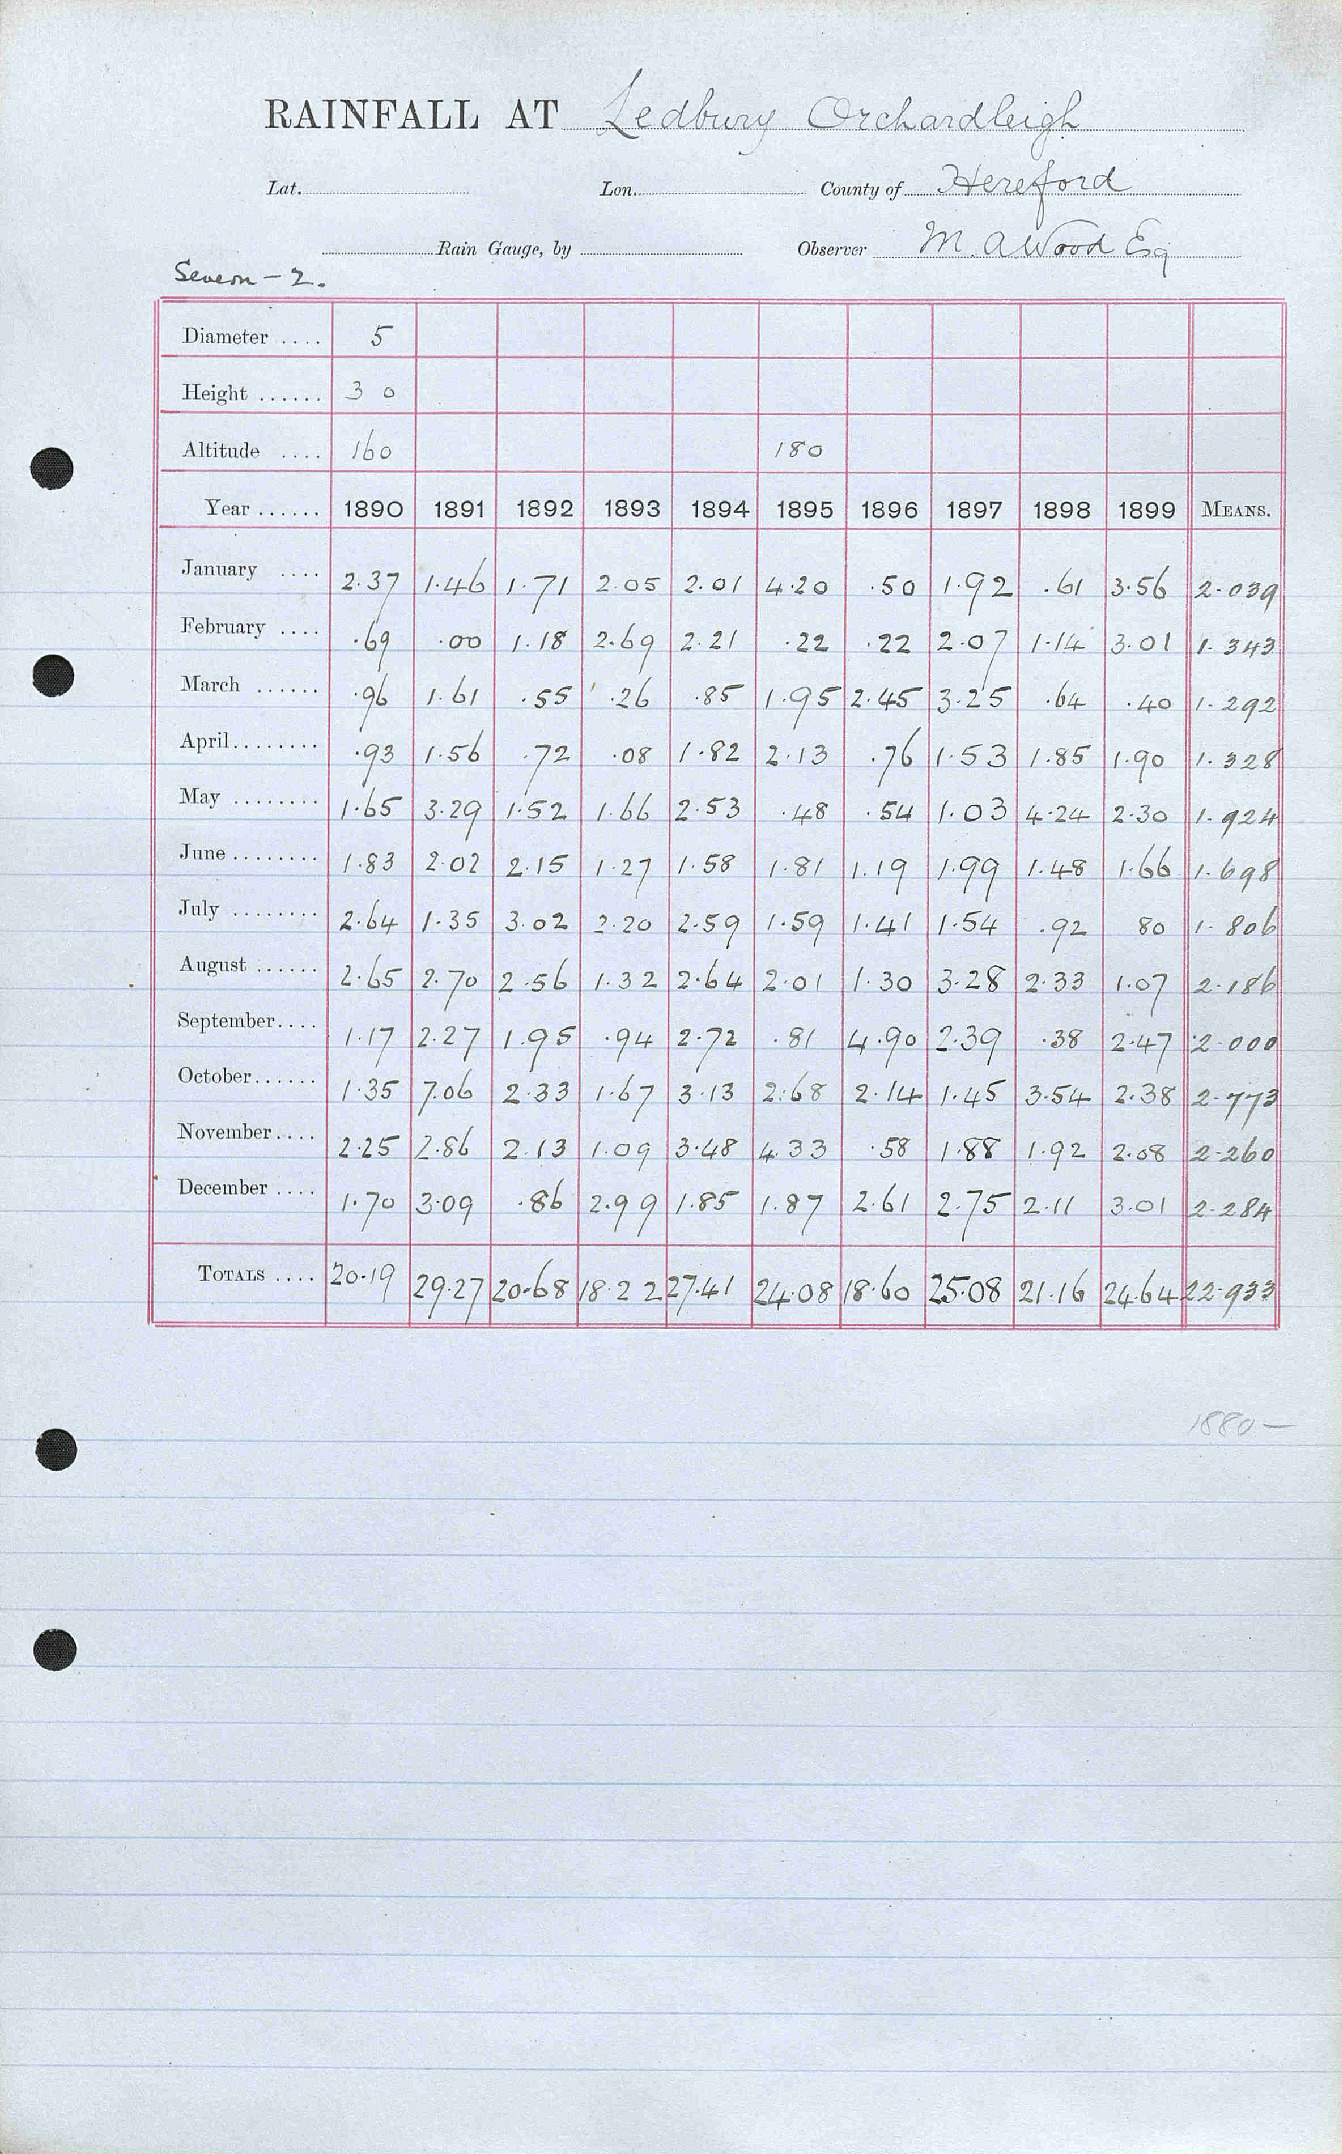 RAINFALL AT Ledbury Orchardleigh
Lat. Lon. County of Hereford
Rain Gauge, by Observer M. A Wood Esq
Severn - 2.
Diameter .... 5
Height ...... 3 0
Altitude .... 160 180
Year ...... 1890 1891 1892 1893 1894 1895 1896 1897 1898 1899 MEANS.
January .... 2.37 1.46 1.71 2.05 2.01 4.20 .50 1.92 .61 3.56 2.039
February .... .69 .00 1.18 2.69 2.21 .22 .22 2.07 1.14 3.01 1.343
March ...... .96 1.61 .55 .26 .85 1.95 2.45 3.25 .64 .40 1.292
April........ .93 1.56 .72 .08 1.82 2.13 .76 1.53 1.85 1.90 1.328
May ........ 1.65 3.29 1.52 1.66 2.53 .48 .54 1.03 4.24 2.30 1.924
June ........ 1.83 2.02 2.15 1.27 1.58 1.81 1.19 1.99 1.48 1.66 1.698
July ........ 2.64 1.35 3.02 2.20 2.59 1.59 1.41 1.54 .92 80 1.806
August ...... 2.65 2.70 2.56 1.32 2.64 2.01 1.30 3.28 2.33 1.07 2.186
September.... 1.17 2.27 1.95 .94 2.72 .81 4.90 2.39 .38 2.47 2.000
October...... 1.35 7.06 2.33 1.67 3.13 2.68 2.14 1.45 3.54 2.38 2.773
November.... 2.25 2.86 2.13 1.09 3.48 4.33 .58 1.88 1.92 2.08 2.260
December .... 1.70 3.09 .86 2.99 1.85 1.87 2.61 2.75 2.11 3.01 2.284
TOTALS .... 20.19 29.27 20.68 18.22 27.41 24.08 18.60 25.08 21.16 24.64 22.933
1880 —